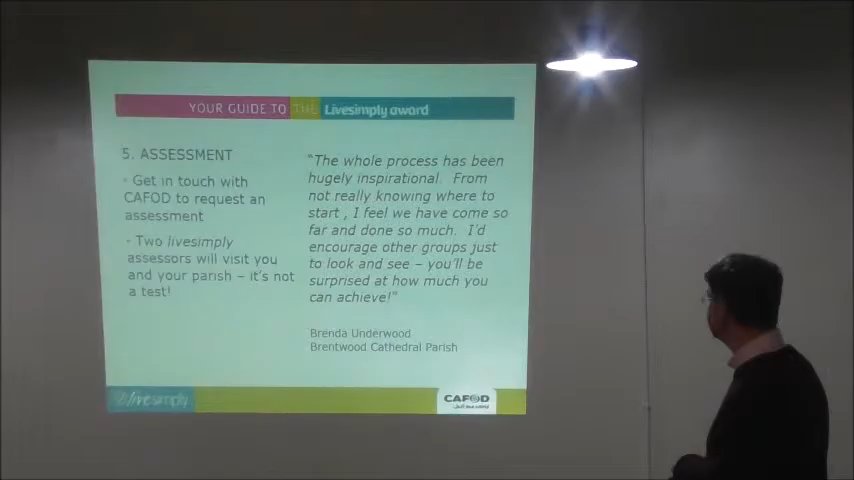 YOUR GUIDE TO THE Livesimply award
5. ASSESSMENT
- Get in touch with
CAFOD to request an
assessment
- Two livesimply
assessors will visit you
and your parish – it's not
a test!
"The whole process has been
hugely inspirational.  From
not really knowing where to
start , I feel we have come so
far and done so much.  I'd
encourage other groups just
to look and see – you'll be
surprised at how much you
can achieve!"
Brenda Underwood
Brentwood Cathedral Parish
livesimply
CAFOD
Just one world